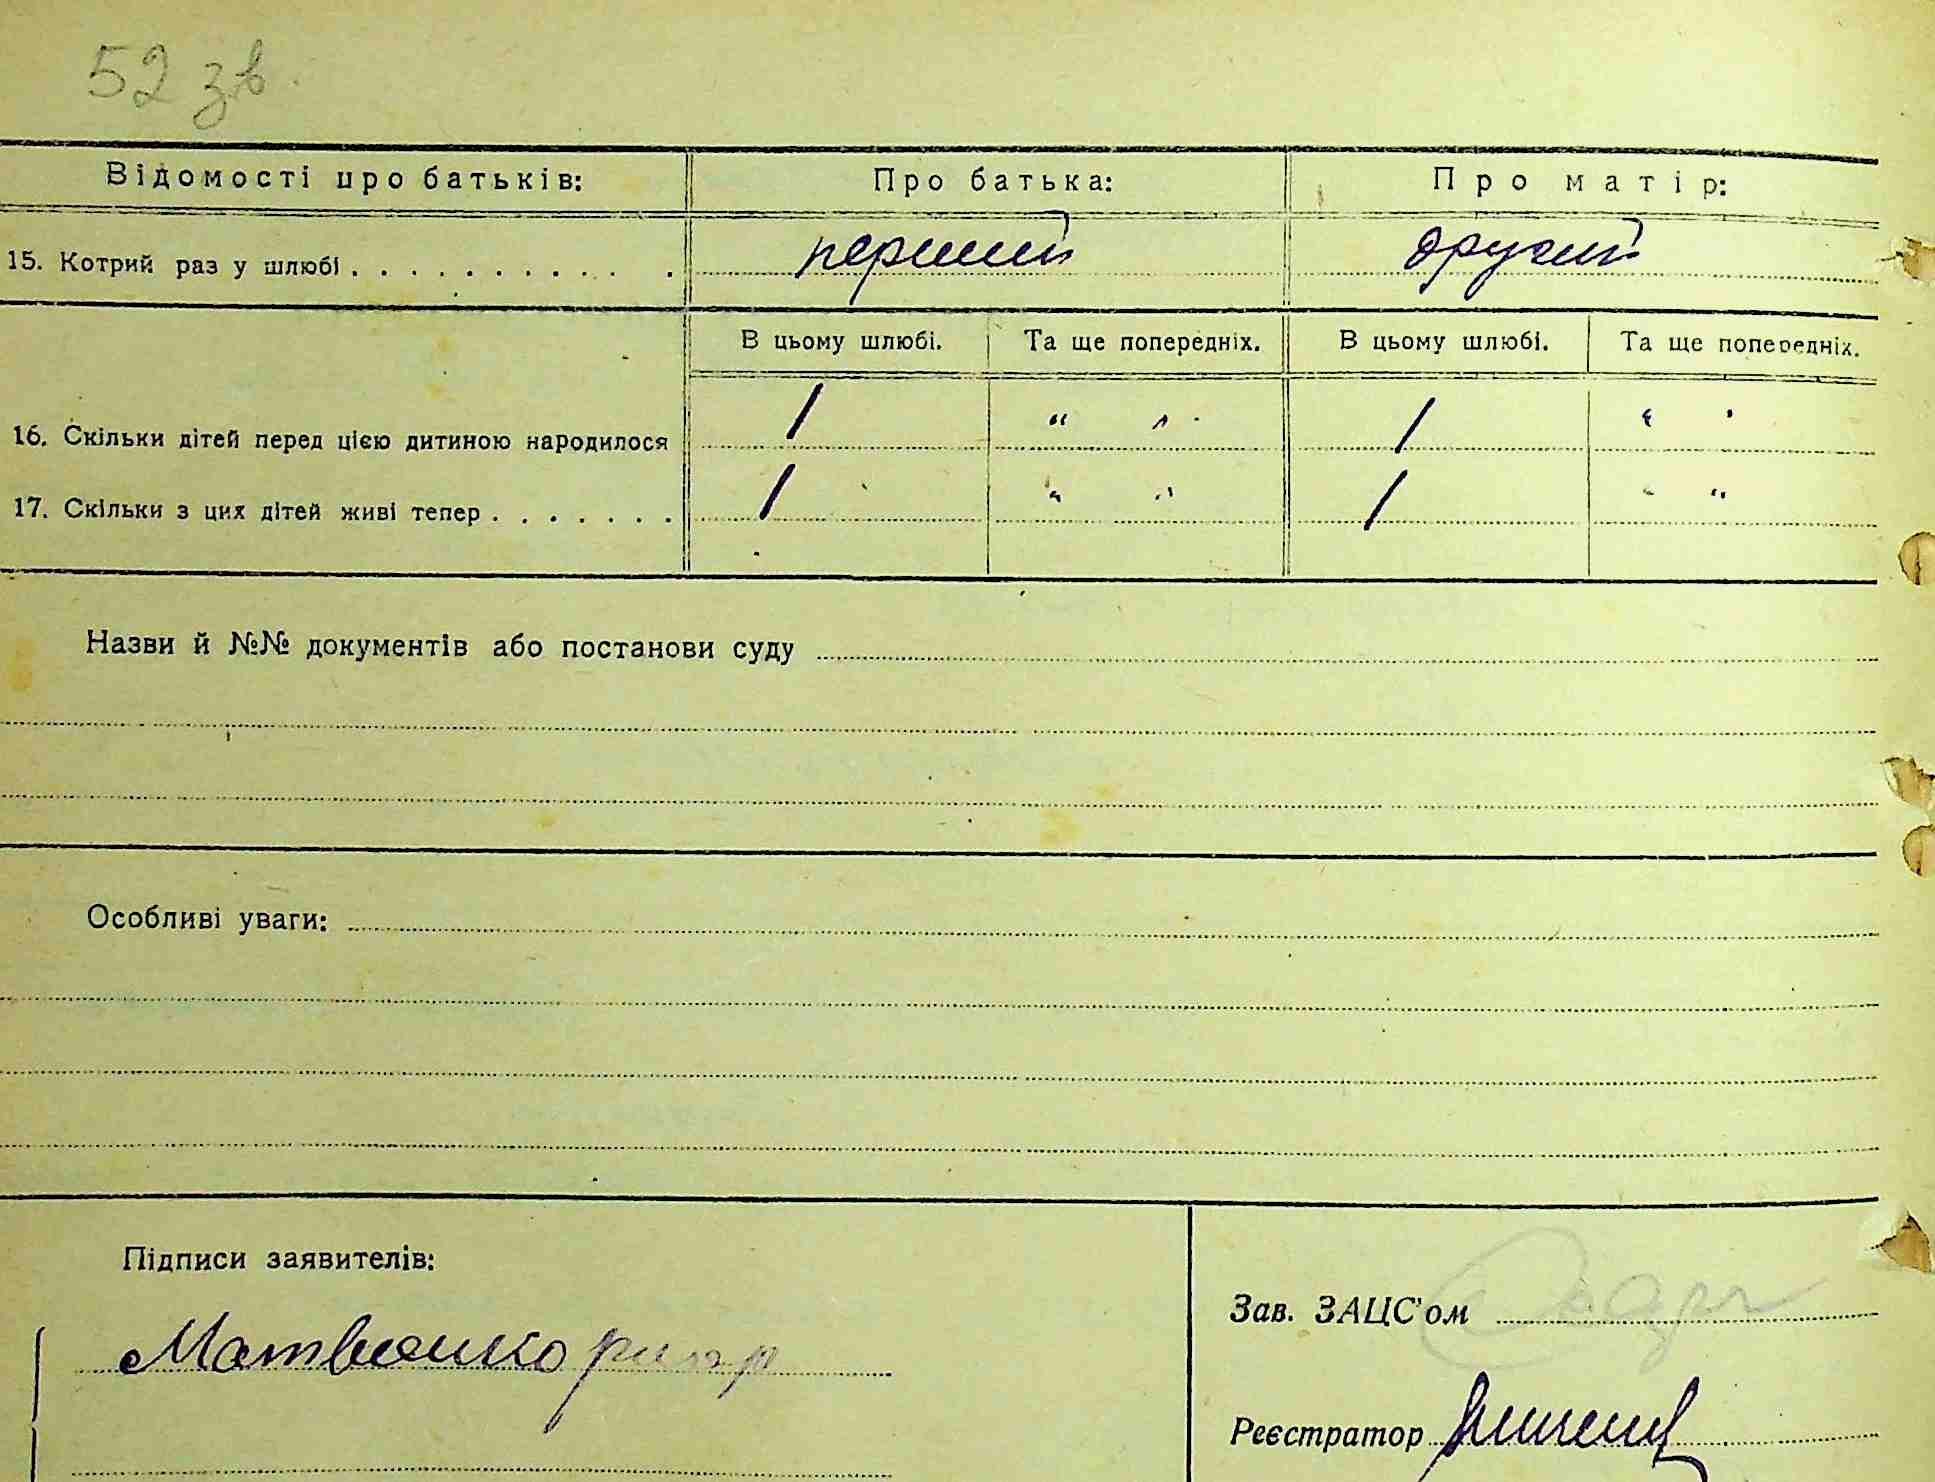 52 зв.
Відомості про батьків: Про батька: Про матір:
15. Котрий раз у шлюбі . . . . . . . . . . . перший другий
В цьому шлюбі. Та ще попередніх. В цьому шлюбі. Та ще попередніх.
16. Скільки дітей перед цією дитиною народилося 1 " " 1 " "
17. Скільки з цих дітей живі тепер . . . . . . . 1 " " 1 " "
Назви й №№ документів або постанови суду
Особливі уваги:
Підписи заявителів:
Зав. ЗАЦС'ом
Матвіенко
Реєстратор